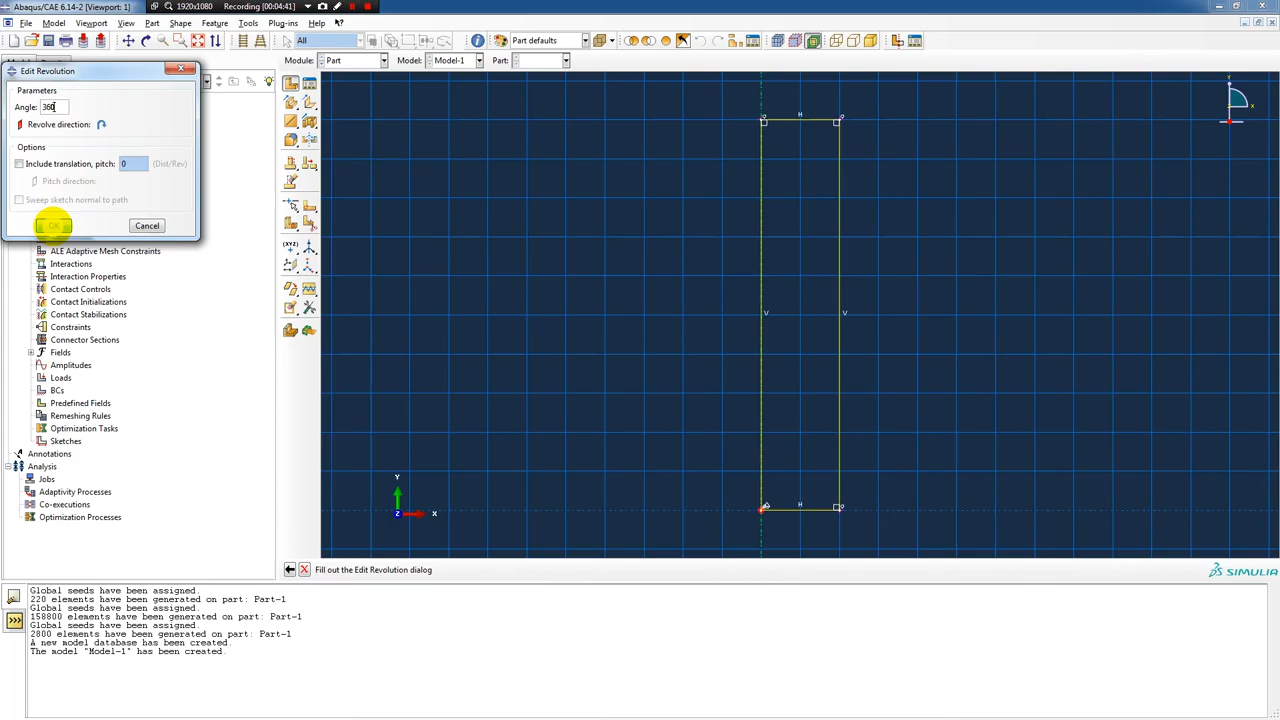 Abaqus/CAE 6.14-2 [Viewport: 1]
1920x1080
Recording [00:04:41]
File
Model
Viewport
View
Part
Shape
Feature
Tools
Plug-ins
Help
All
Part defaults
Module:
Part
Model:
Model-1
Part:
Edit Revolution
Parameters
Angle:
360
Revolve direction:
Options
Include translation, pitch:
0
(Dist/Rev)
Pitch direction:
Sweep sketch normal to path
OK
Cancel
ALE Adaptive Mesh Constraints
Interactions
Interaction Properties
Contact Controls
Contact Initializations
Contact Stabilizations
Constraints
Connector Sections
Fields
Amplitudes
Loads
BCs
Predefined Fields
Remeshing Rules
Optimization Tasks
Sketches
Annotations
Analysis
Jobs
Adaptivity Processes
Co-executions
Optimization Processes
(XYZ)
H
V
V
H
Y
Z
X
Y
X
Fill out the Edit Revolution dialog
SIMULIA
Global seeds have been assigned.
220 elements have been generated on part: Part-1
Global seeds have been assigned.
158800 elements have been generated on part: Part-1
Global seeds have been assigned.
2800 elements have been generated on part: Part-1
A new model database has been created.
The model "Model-1" has been created.
>>>